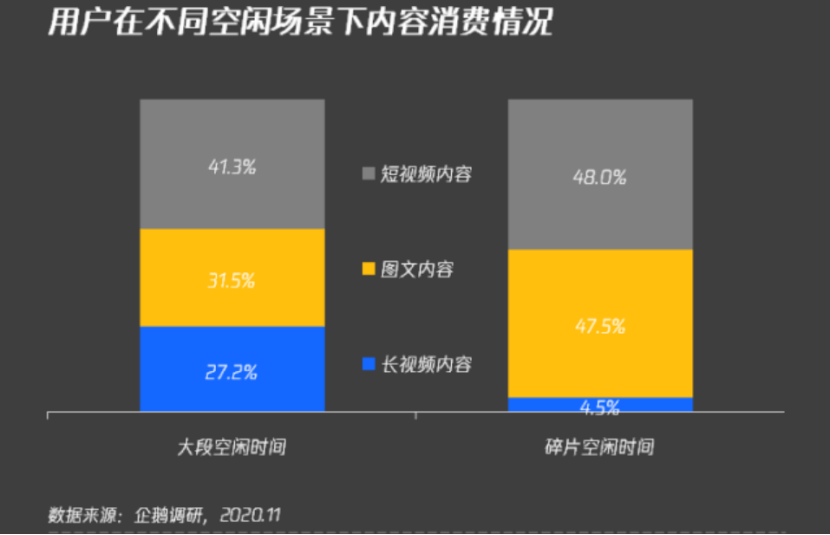 用户在不同空闲场景下内容消费情况
41.3%
31.5%
27.2%
短视频内容
图文内容
长视频内容
48.0%
47.5%
4.5%
大段空闲时间
碎片空闲时间
数据来源：企鹅调研，2020.11